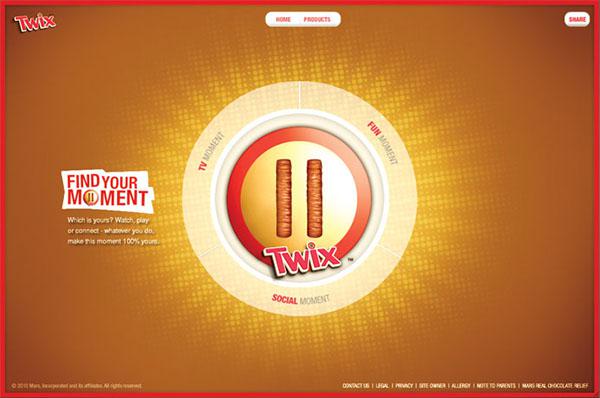 Twix
HOME PRODUCTS
SHARE
TV MOMENT
FUN MOMENT
FIND YOUR
MOMENT
Which is yours? Watch, play
or connect - whatever you do,
make this moment 100% yours.
Twix ™
SOCIAL MOMENT
© 2010 Mars, Incorporated and its affiliates. All rights reserved.
CONTACT US | LEGAL | PRIVACY | SITE OWNER | ALLERGY | NOTE TO PARENTS | MARS REAL CHOCOLATE RELIEF